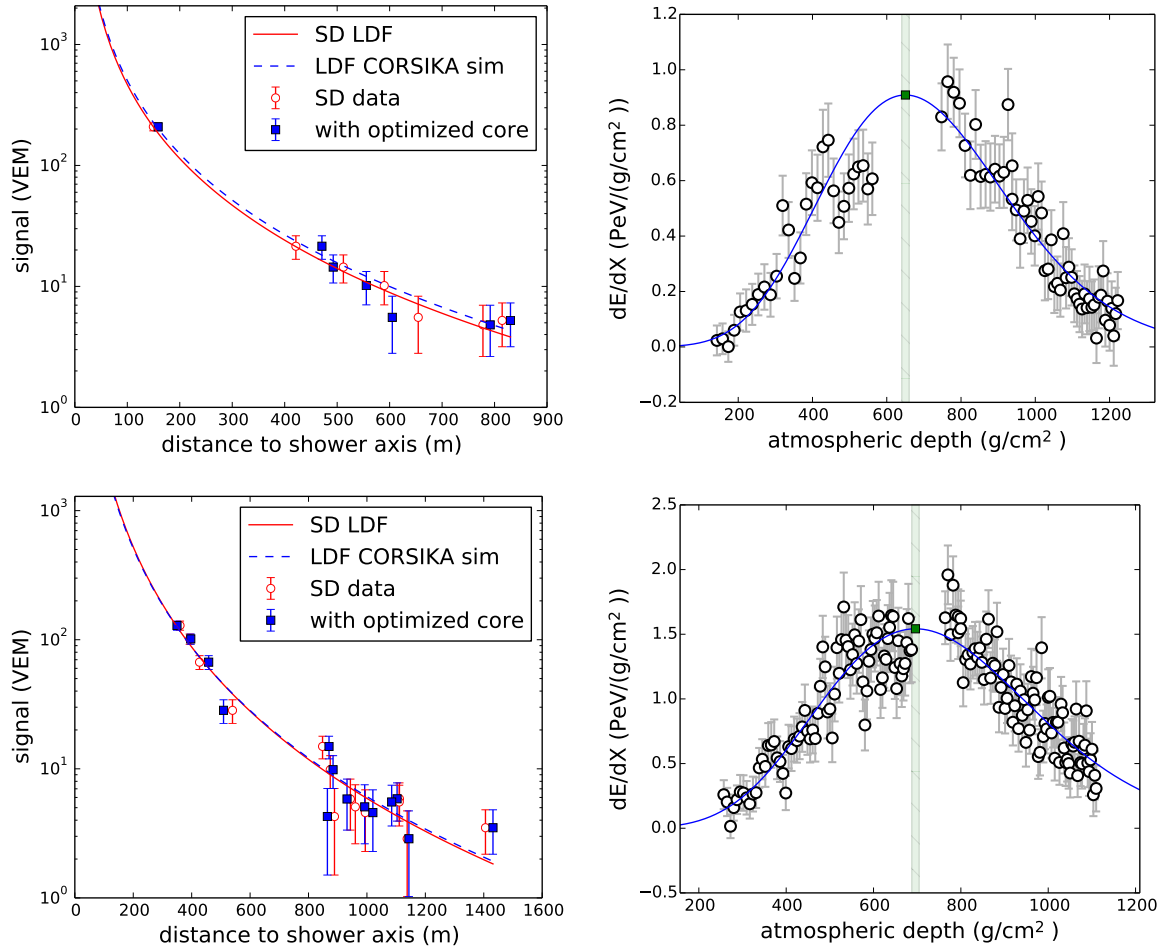 10³
10²
10¹
10⁰
signal (VEM)
SD LDF
LDF CORSIKA sim
SD data
with optimized core
0 100 200 300 400 500 600 700 800 900
distance to shower axis (m)
1.2
1.0
0.8
0.6
0.4
0.2
0.0
−0.2
dE/dX (PeV/(g/cm² ))
200 400 600 800 1000 1200
atmospheric depth (g/cm² )
10³
10²
10¹
10⁰
signal (VEM)
SD LDF
LDF CORSIKA sim
SD data
with optimized core
0 200 400 600 800 1000 1200 1400 1600
distance to shower axis (m)
2.5
2.0
1.5
1.0
0.5
0.0
−0.5
dE/dX (PeV/(g/cm² ))
200 400 600 800 1000 1200
atmospheric depth (g/cm² )